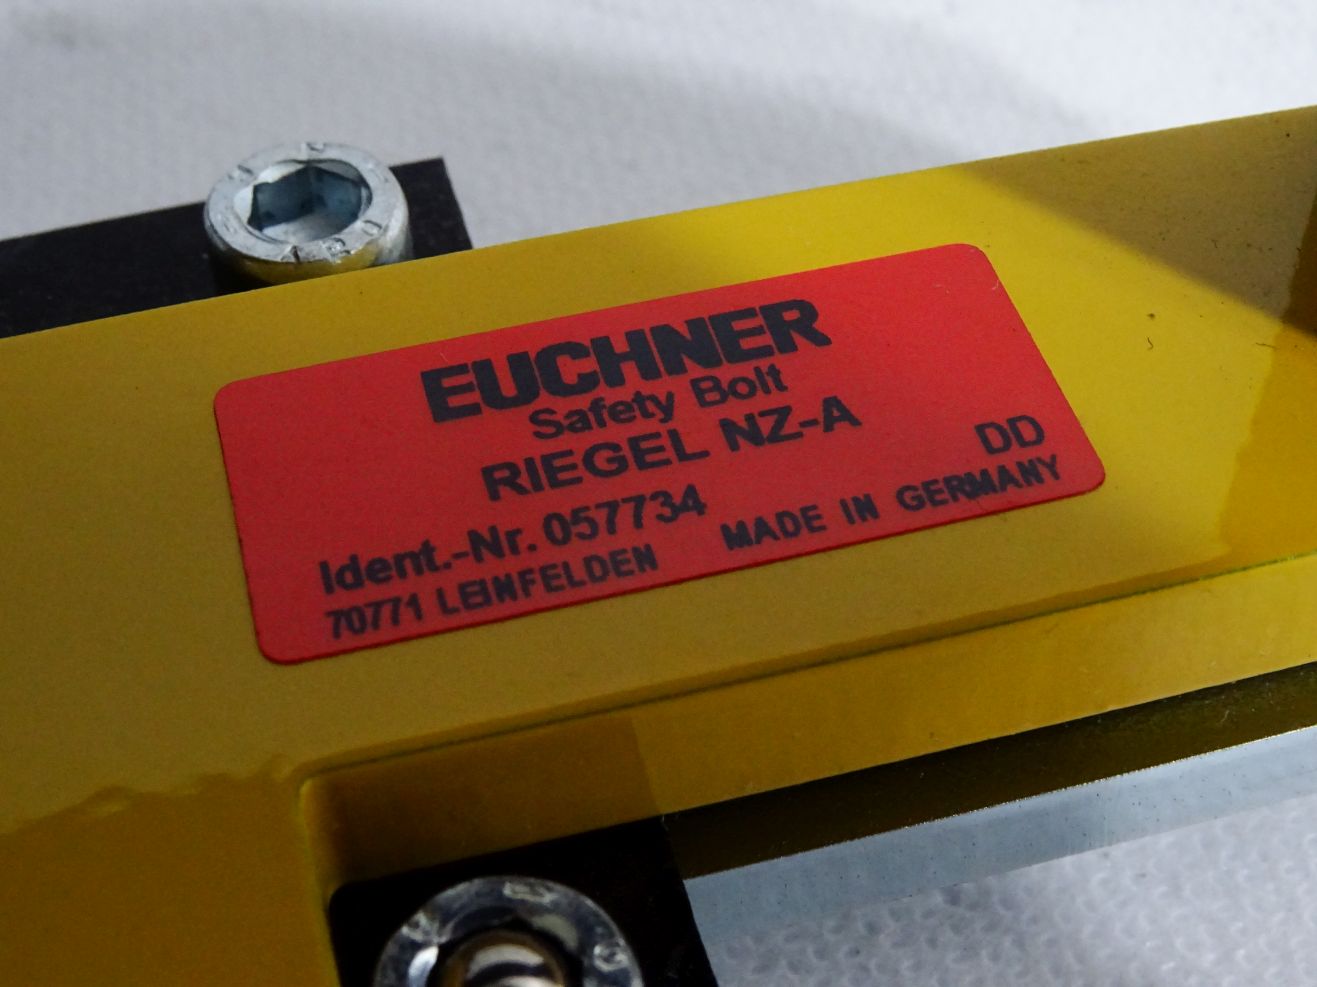 EUCHNER
Safety Bolt
RIEGEL NZ-A
DD
Ident.-Nr. 057734
70771 LEINFELDEN MADE IN GERMANY